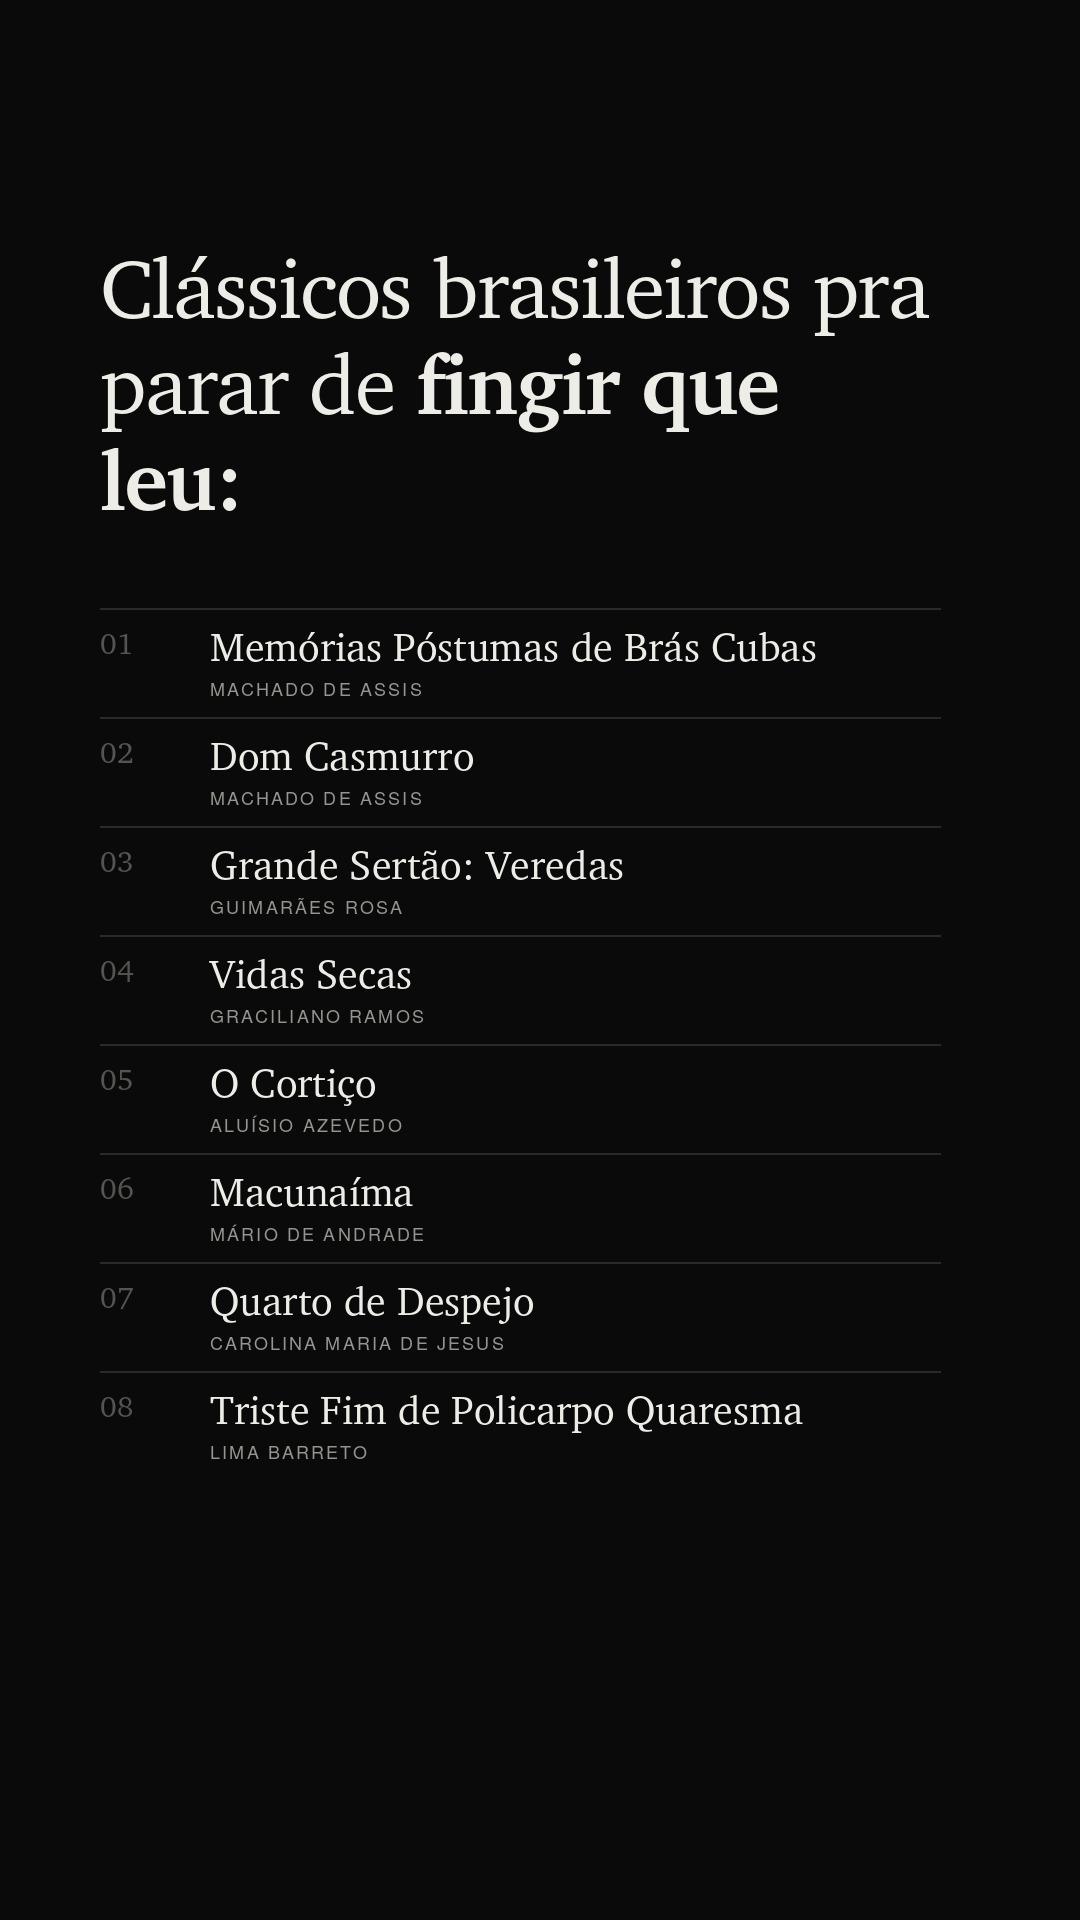 Clássicos brasileiros pra
parar de fingir que
leu:
01
Memórias Póstumas de Brás Cubas
MACHADO DE ASSIS
02
Dom Casmurro
MACHADO DE ASSIS
03
Grande Sertão: Veredas
GUIMARÃES ROSA
04
Vidas Secas
GRACILIANO RAMOS
05
O Cortiço
ALUÍSIO AZEVEDO
06
Macunaíma
MÁRIO DE ANDRADE
07
Quarto de Despejo
CAROLINA MARIA DE JESUS
08
Triste Fim de Policarpo Quaresma
LIMA BARRETO